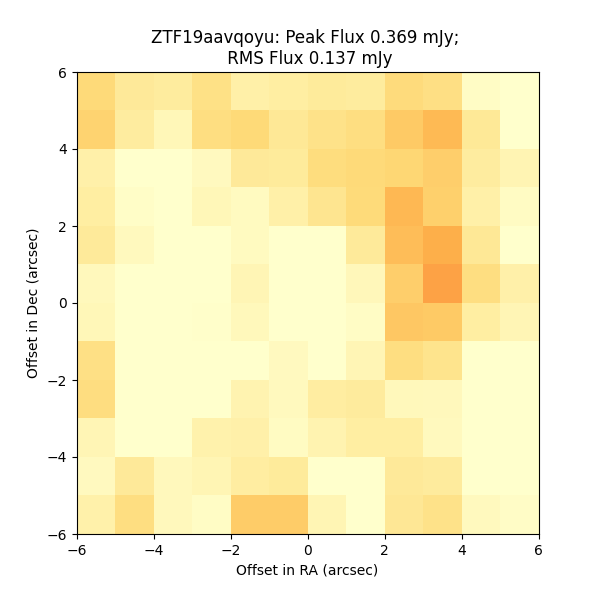 ZTF19aavqoyu: Peak Flux 0.369 mJy;
RMS Flux 0.137 mJy
6
4
2
0
−2
−4
−6
Offset in Dec (arcsec)
−6 −4 −2 0 2 4 6
Offset in RA (arcsec)